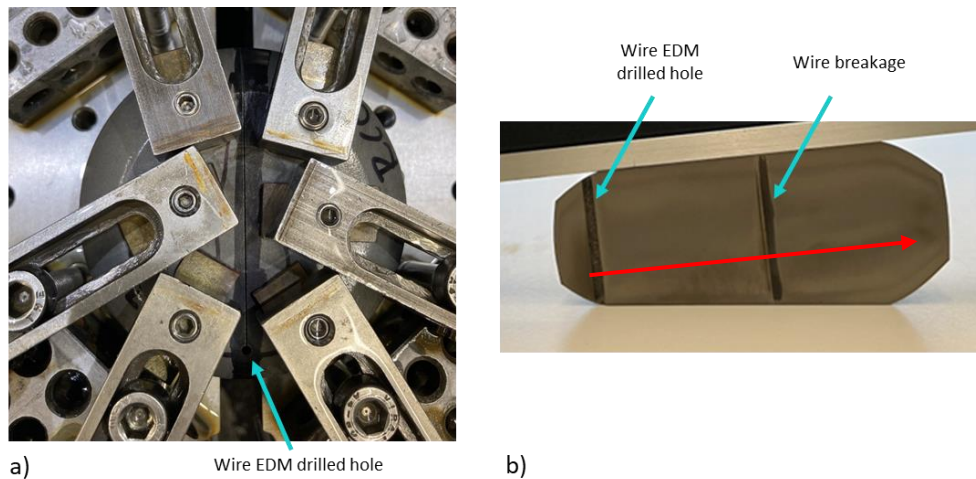 Wire EDM
drilled hole
Wire breakage
Wire EDM drilled hole
a)
b)